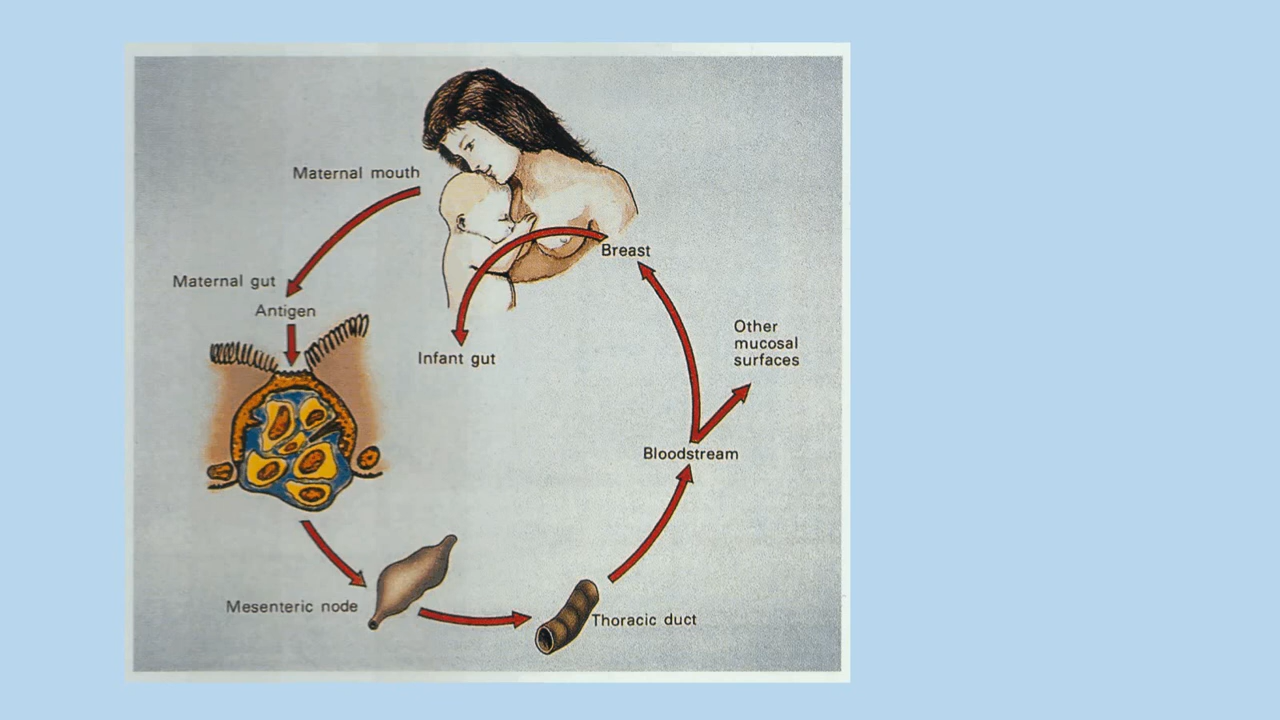 Maternal mouth
Breast
Maternal gut
Antigen
Other
mucosal
surfaces
Infant gut
Bloodstream
Mesenteric node
Thoracic duct